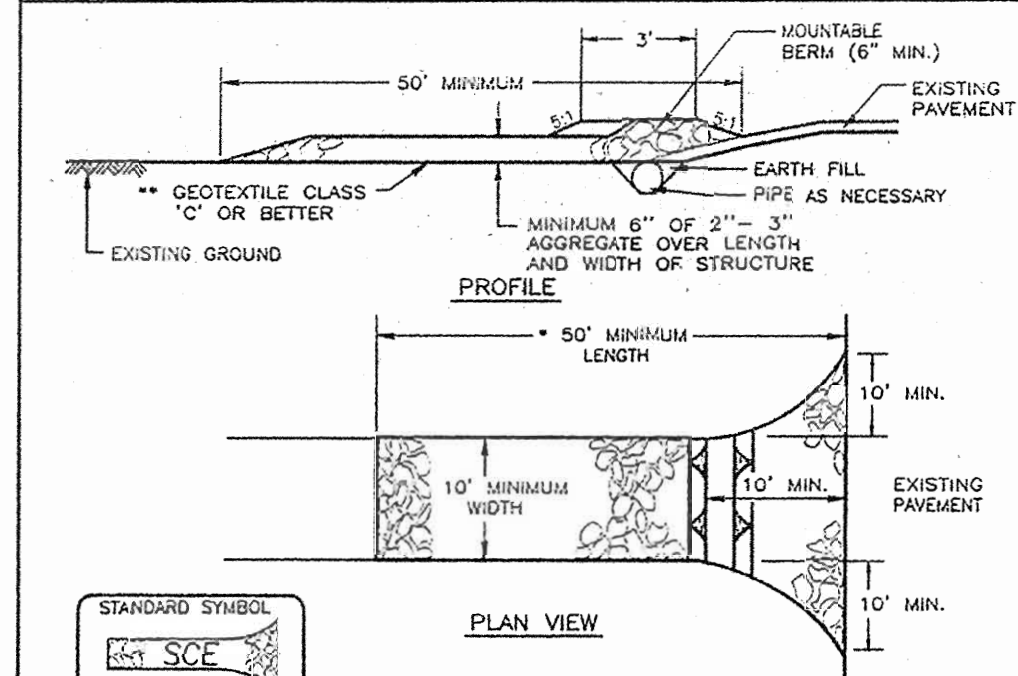 3'
MOUNTABLE
BERM (6" MIN.)
50' MINIMUM
EXISTING
PAVEMENT
5:1
5:1
EARTH FILL
** GEOTEXTILE CLASS
'C' OR BETTER
PIPE AS NECESSARY
EXISTING GROUND
MINIMUM 6" OF 2"- 3"
AGGREGATE OVER LENGTH
AND WIDTH OF STRUCTURE
PROFILE
* 50' MINIMUM
LENGTH
10' MIN.
10' MINIMUM
WIDTH
10' MIN.
EXISTING
PAVEMENT
10' MIN.
PLAN VIEW
STANDARD SYMBOL
SCE